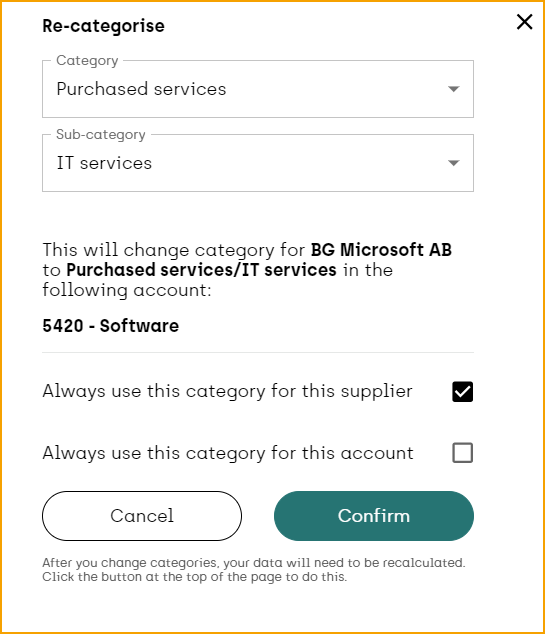 Re-categorise
Category
Purchased services
Sub-category
IT services
This will change category for BG Microsoft AB
to Purchased services/IT services in the
following account:
5420 - Software
Always use this category for this supplier
Always use this category for this account
Cancel
Confirm
After you change categories, your data will need to be recalculated.
Click the button at the top of the page to do this.